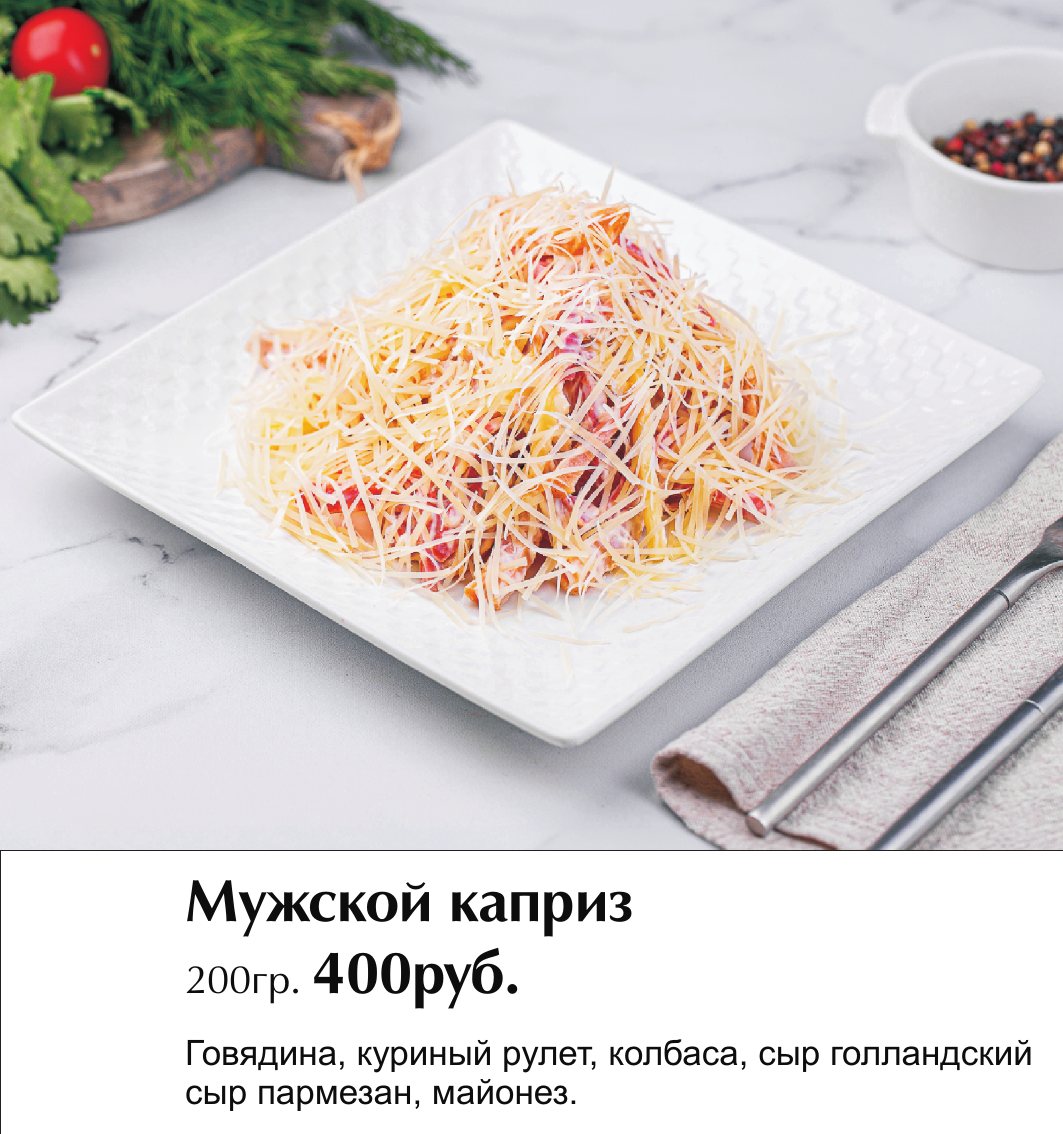 Мужской каприз
200гр. 400руб.
Говядина, куриный рулет, колбаса, сыр голландский
сыр пармезан, майонез.